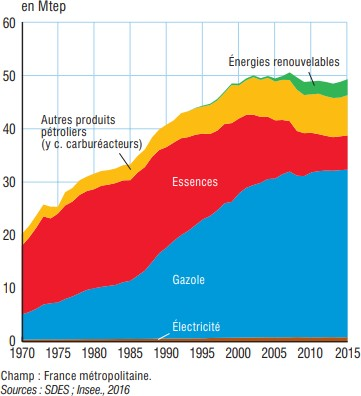 en Mtep
60
50
40
30
20
10
0
Énergies renouvelables
Autres produits
pétroliers
(y c. carburéacteurs)
Essences
Gazole
Électricité
1970 1975 1980 1985 1990 1995 2000 2005 2010 2015
Champ : France métropolitaine.
Sources : SDES ; Insee., 2016